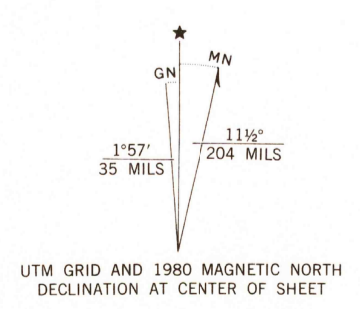 ★
GN
MN
1°57′
35 MILS
11½°
204 MILS
UTM GRID AND 1980 MAGNETIC NORTH
DECLINATION AT CENTER OF SHEET